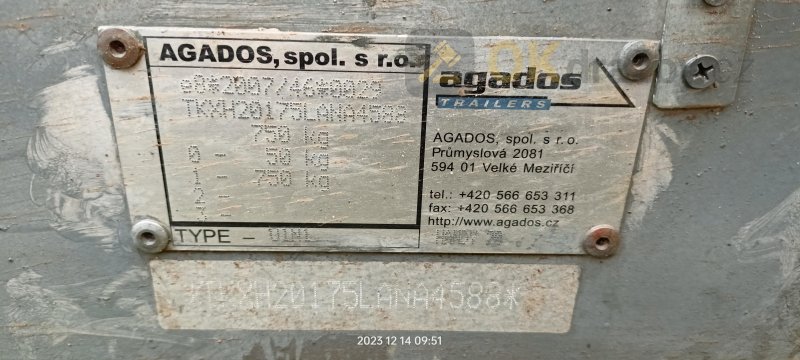 AGADOS, spol. s r.o.
e8*2007/46*0029
TKXH20175LANA4588
750 kg
0 - 50 kg
1 - 750 kg
2 -
3 -
TYPE - O1N1
agados
TRAILERS
AGADOS, spol. s r.o.
Průmyslová 2081
594 01 Velké Meziříčí
tel.: +420 566 653 311
fax: +420 566 653 368
http://www.agados.cz
*TKXH20175LANA4588*
2023 12 14 09:51